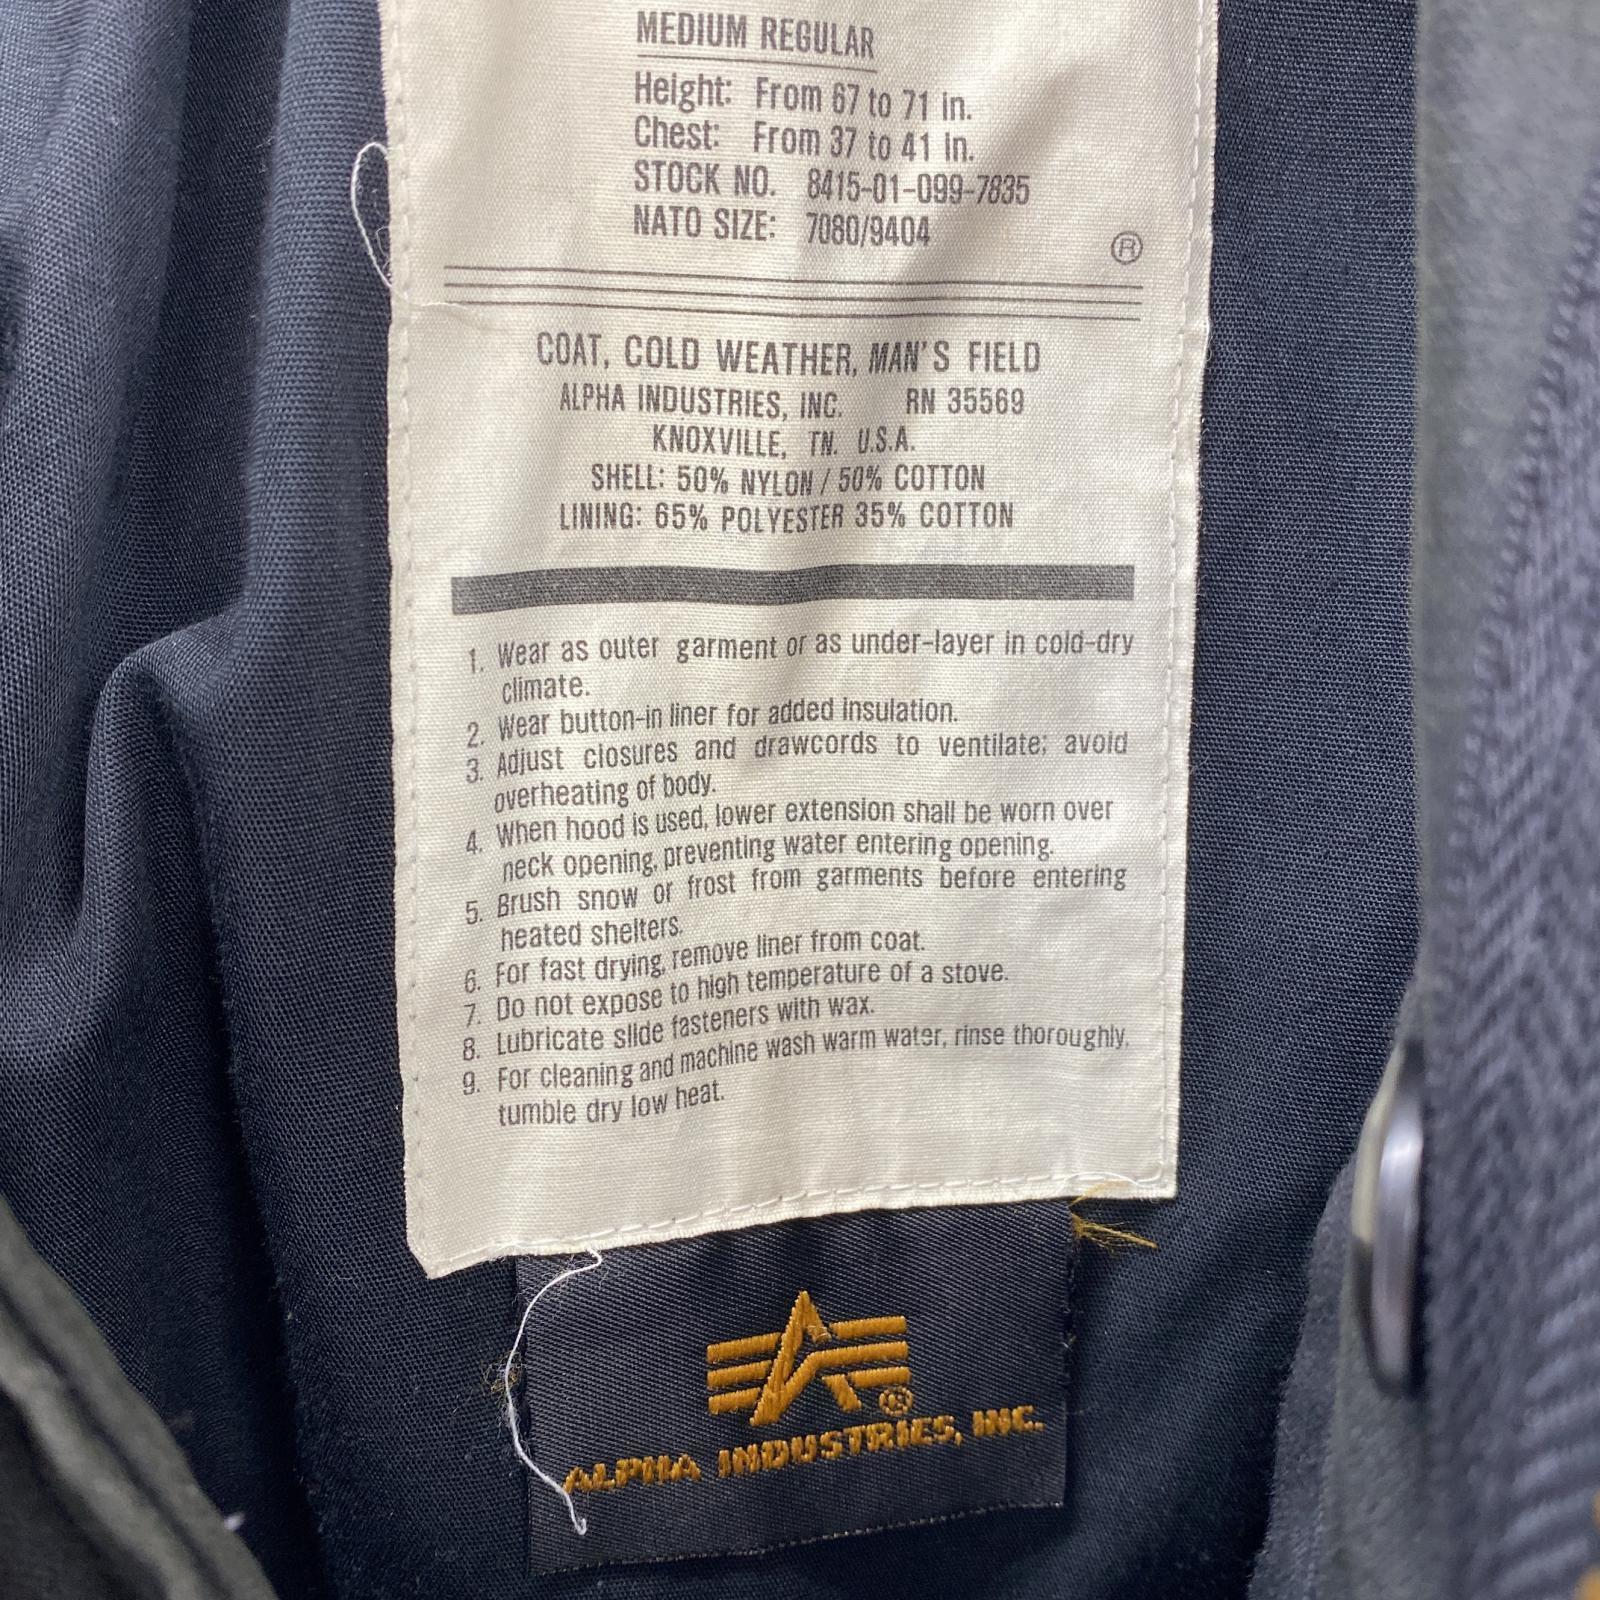 MEDIUM REGULAR
Height: From 67 to 71 in.
Chest: From 37 to 41 in.
STOCK NO. 8415-01-099-7835
NATO SIZE: 7080/9404
®
COAT, COLD WEATHER, MAN'S FIELD
ALPHA INDUSTRIES, INC. RN 35569
KNOXVILLE, TN. U.S.A.
SHELL: 50% NYLON / 50% COTTON
LINING: 65% POLYESTER 35% COTTON
1. Wear as outer garment or as under-layer in cold-dry
climate.
2. Wear button-in liner for added insulation.
3. Adjust closures and drawcords to ventilate; avoid
overheating of body.
4. When hood is used, lower extension shall be worn over
neck opening, preventing water entering opening.
5. Brush snow or frost from garments before entering
heated shelters.
6. For fast drying, remove liner from coat.
7. Do not expose to high temperature of a stove.
8. Lubricate slide fasteners with wax.
9. For cleaning and machine wash warm water, rinse thoroughly,
tumble dry low heat.
®
ALPHA INDUSTRIES, INC.